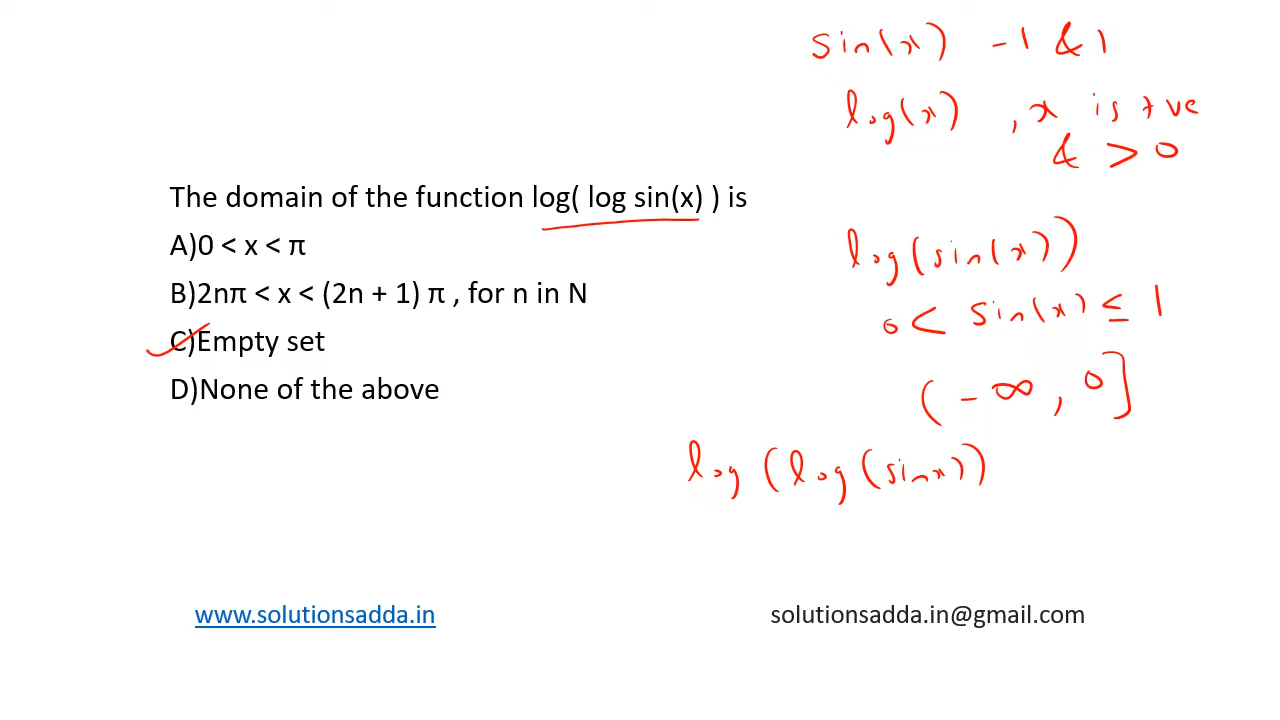 sin(x) -1 & 1
log(x) , x is +ve
& > 0
The domain of the function log( log sin(x) ) is
A)0 < x < π
B)2nπ < x < (2n + 1) π , for n in N
C)Empty set
D)None of the above
log(sin(x))
0 < sin(x) ≤ 1
(-∞, 0]
log(log(sinx))
www.solutionsadda.in
solutionsadda.in@gmail.com